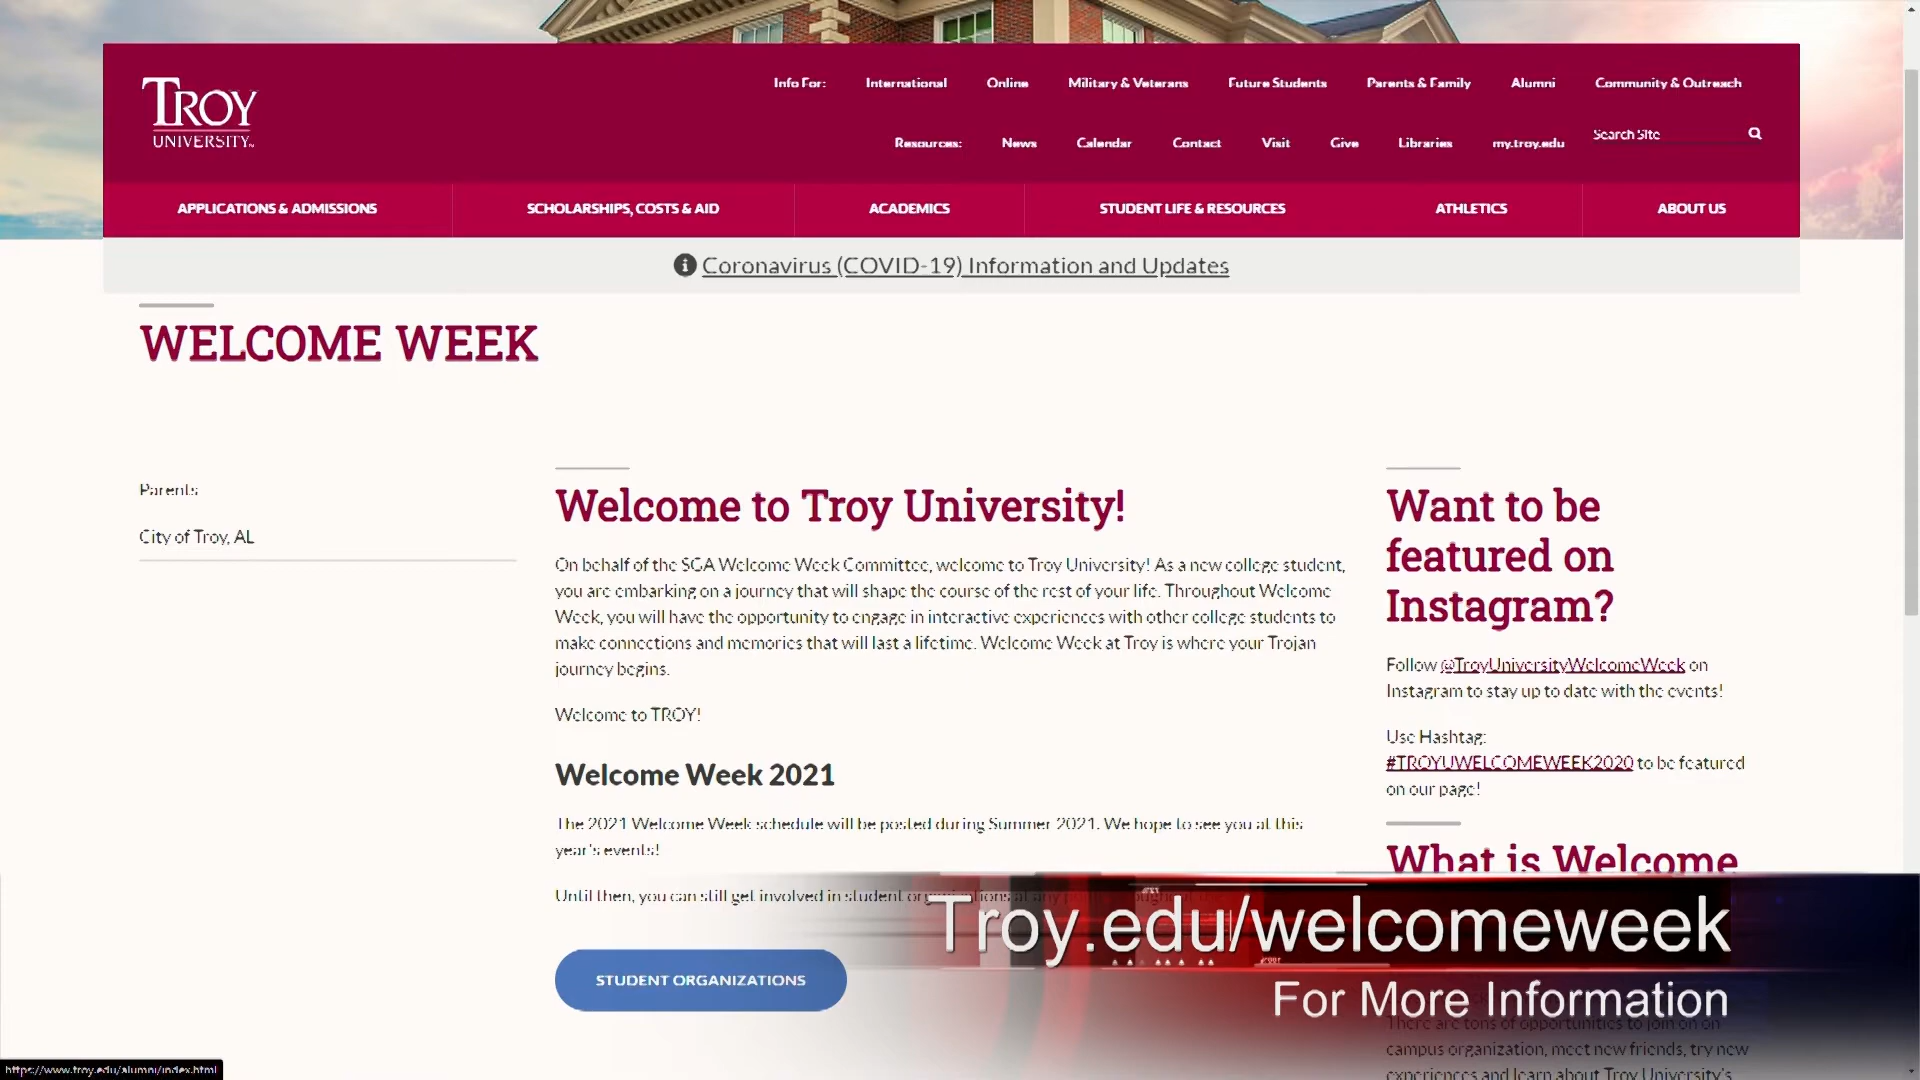 TROY
UNIVERSITY
Info For: International Online Military & Veterans Future Students Parents & Family Alumni Community & Outreach
Resources: News Calendar Contact Visit Give Libraries my.troy.edu Search Site
APPLICATIONS & ADMISSIONS SCHOLARSHIPS, COSTS & AID ACADEMICS STUDENT LIFE & RESOURCES ATHLETICS ABOUT US
Coronavirus (COVID-19) Information and Updates
WELCOME WEEK
Parents
City of Troy, AL
Welcome to Troy University!
On behalf of the SGA Welcome Week Committee, welcome to Troy University! As a new college student,
you are embarking on a journey that will shape the course of the rest of your life. Throughout Welcome
Week, you will have the opportunity to engage in interactive experiences with other college students to
make connections and memories that will last a lifetime. Welcome Week at Troy is where your Trojan
journey begins.
Welcome to TROY!
Welcome Week 2021
The 2021 Welcome Week schedule will be posted during Summer 2021. We hope to see you at this
year's events!
Until then, you can still get involved in student organizations at any
STUDENT ORGANIZATIONS
Want to be
featured on
Instagram?
Follow @TroyUniversityWelcomeWeek on
Instagram to stay up to date with the events!
Use Hashtag:
#TROYUWELCOMEWEEK2020 to be featured
on our page!
What is Welcome
Troy.edu/welcomeweek
For More Information
There are tons of opportunities to join an on
campus organization, meet new friends, try new
experiences and learn about Troy University's
https://www.troy.edu/alumni/index.html